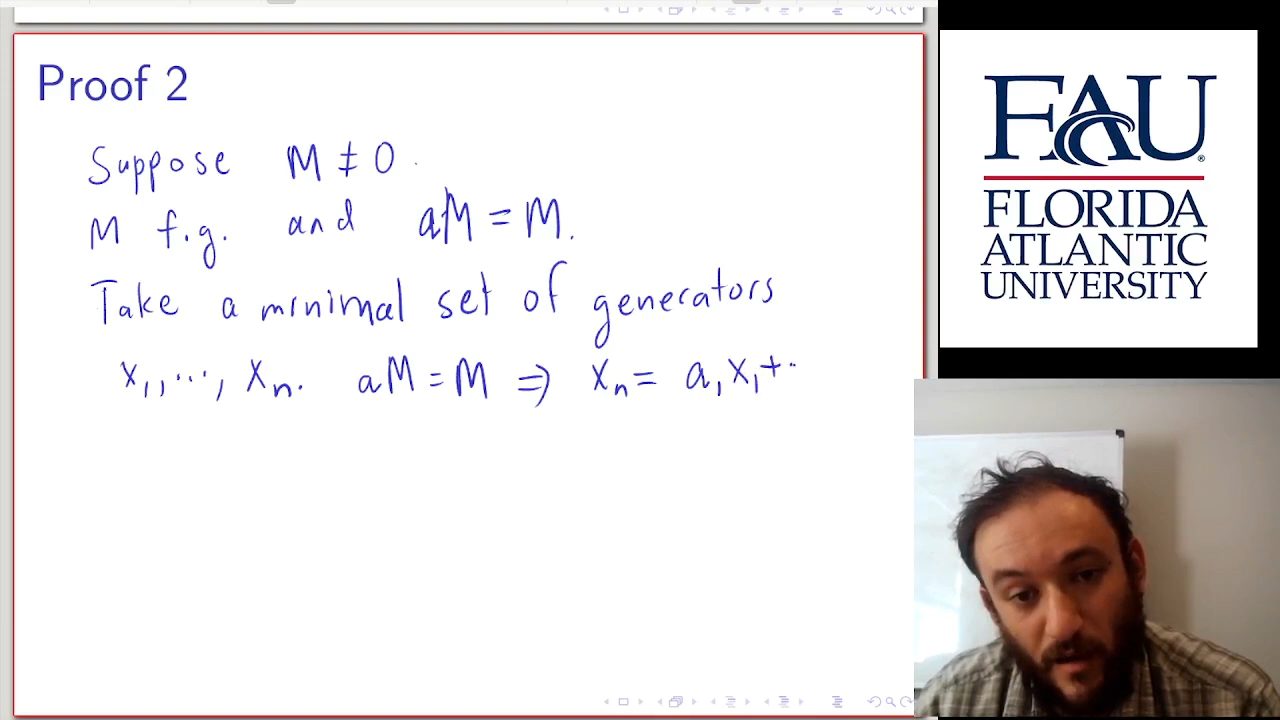 Proof 2
Suppose M ≠ 0.
M f.g. and aM = M.
Take a minimal set of generators
x₁,..., xₙ. aM = M ⇒ xₙ = a₁x₁+..
FAU®
FLORIDA
ATLANTIC
UNIVERSITY